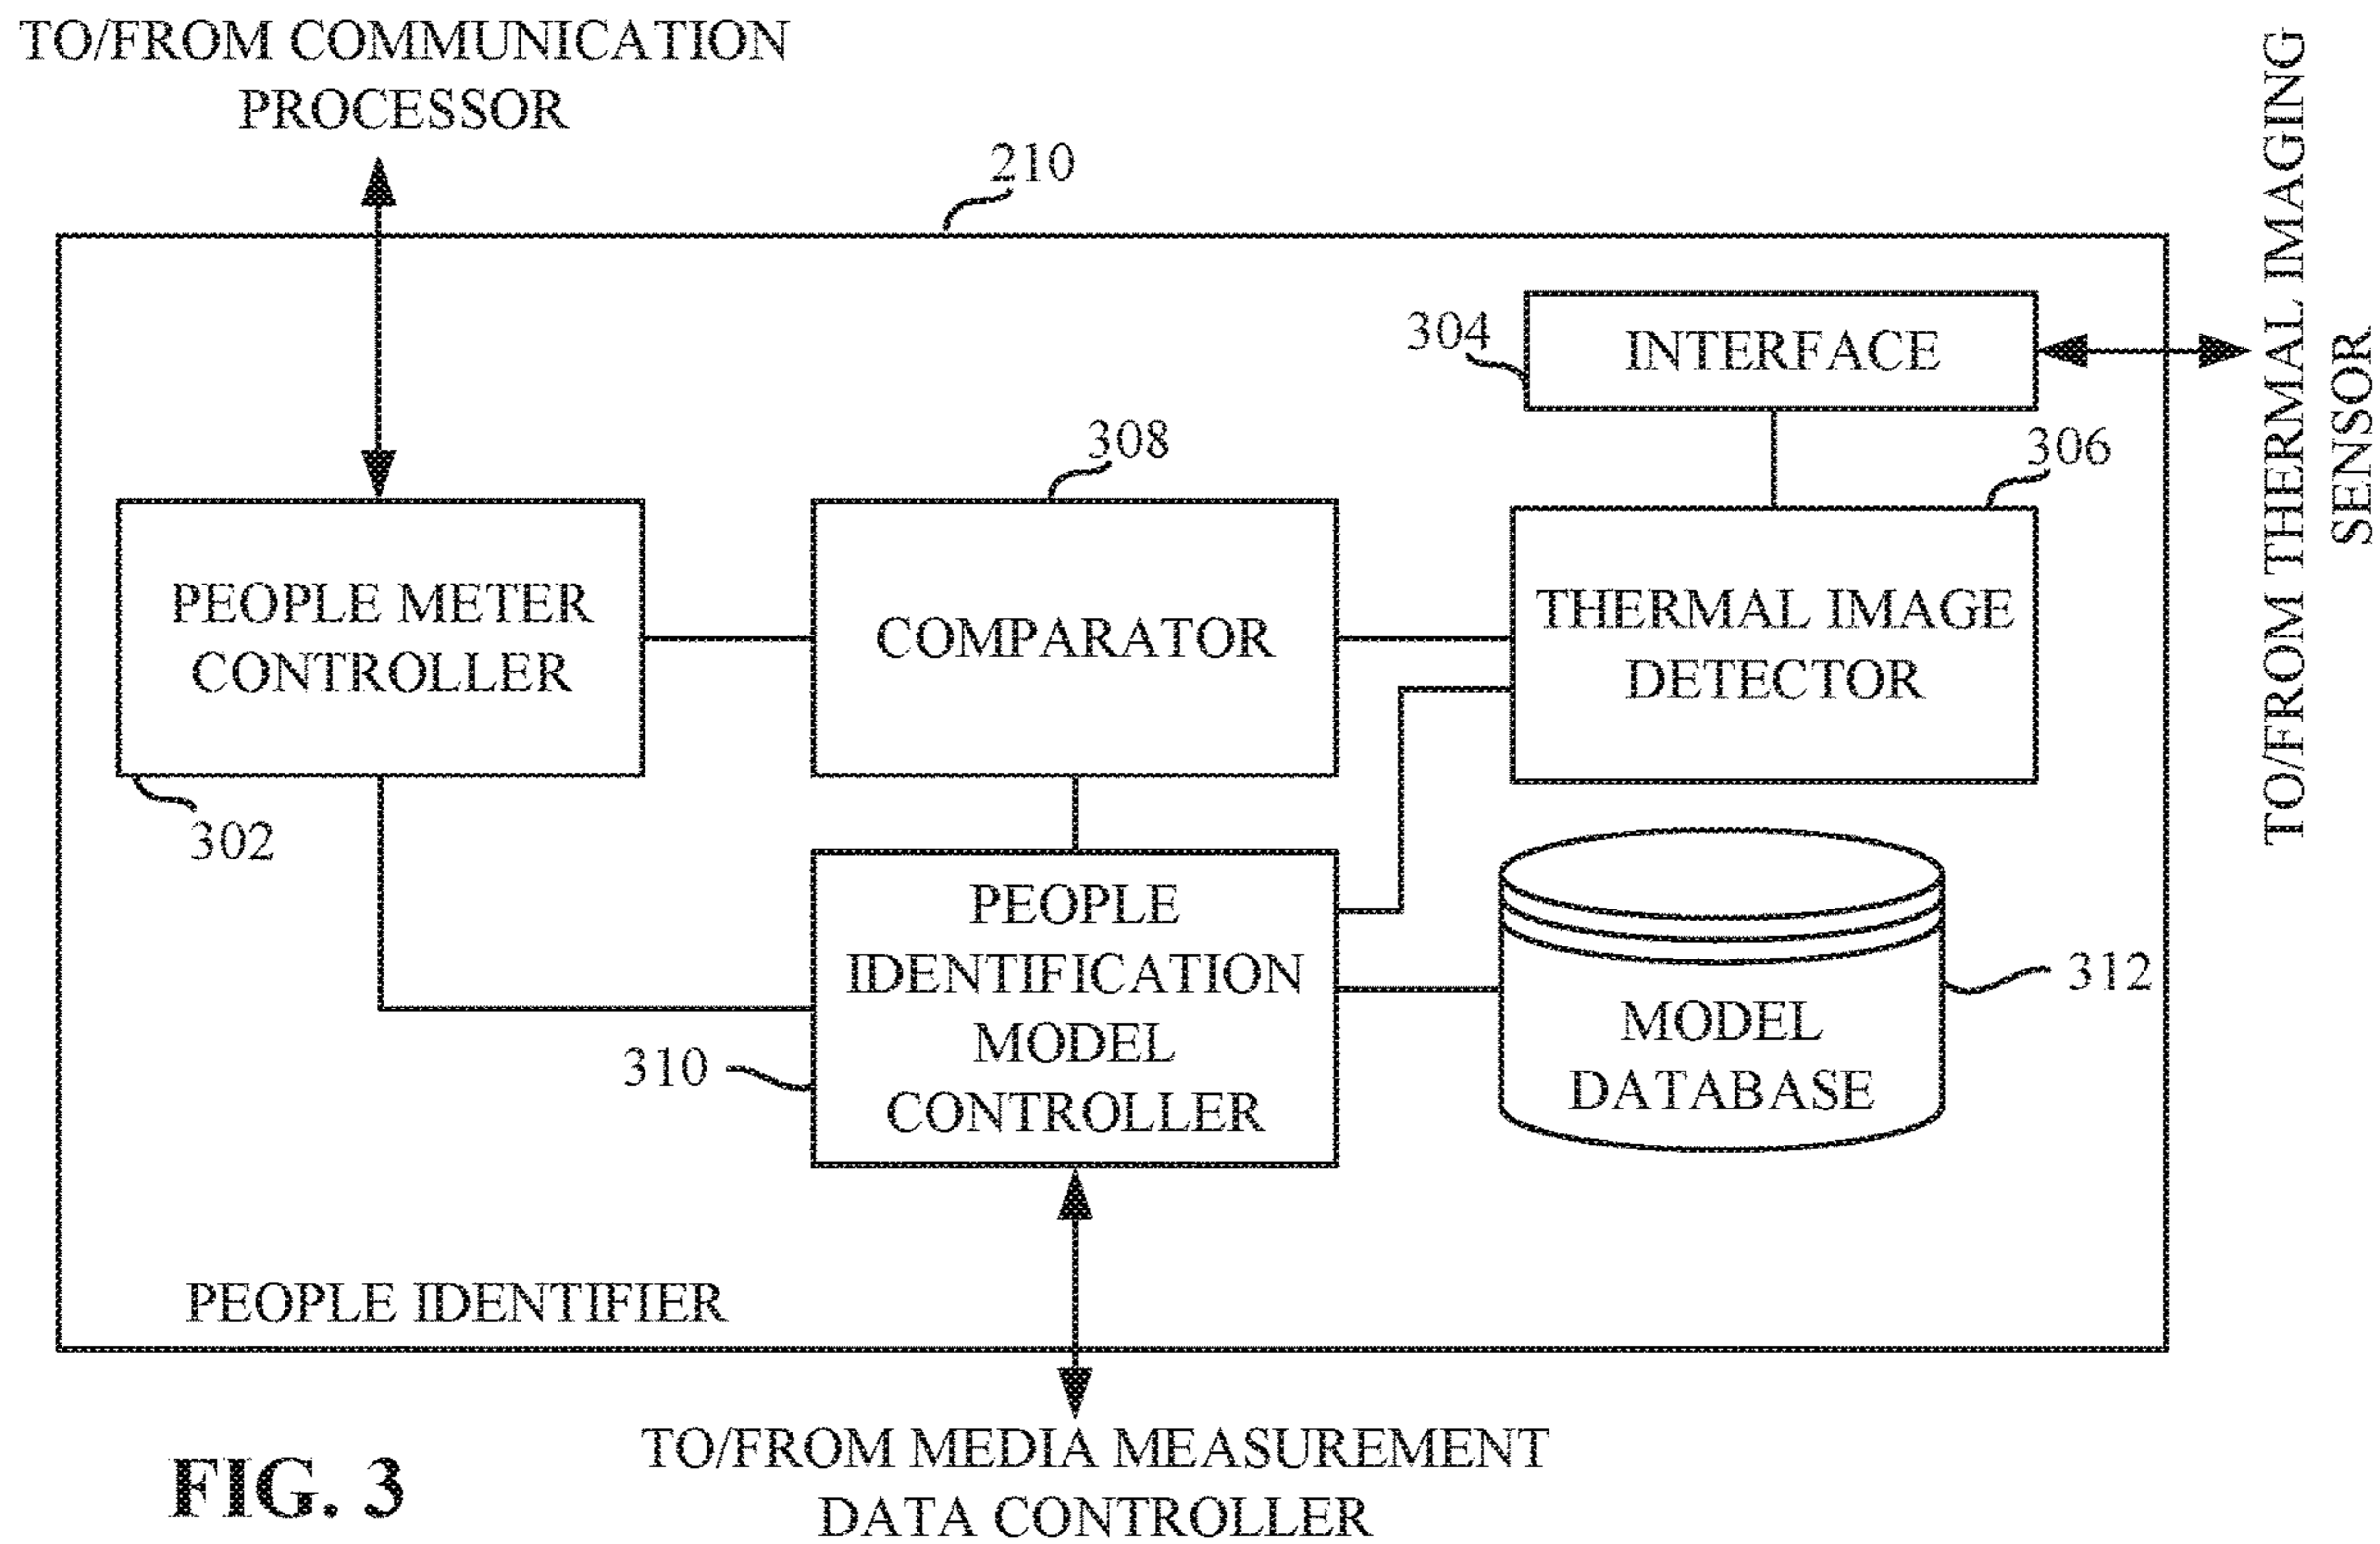 TO/FROM COMMUNICATION
PROCESSOR
210
TO/FROM THERMAL IMAGING
SENSOR
304
INTERFACE
308
306
PEOPLE METER
CONTROLLER
COMPARATOR
THERMAL IMAGE
DETECTOR
302
PEOPLE
IDENTIFICATION
MODEL
CONTROLLER
310
MODEL
DATABASE
312
PEOPLE IDENTIFIER
TO/FROM MEDIA MEASUREMENT
DATA CONTROLLER
FIG. 3